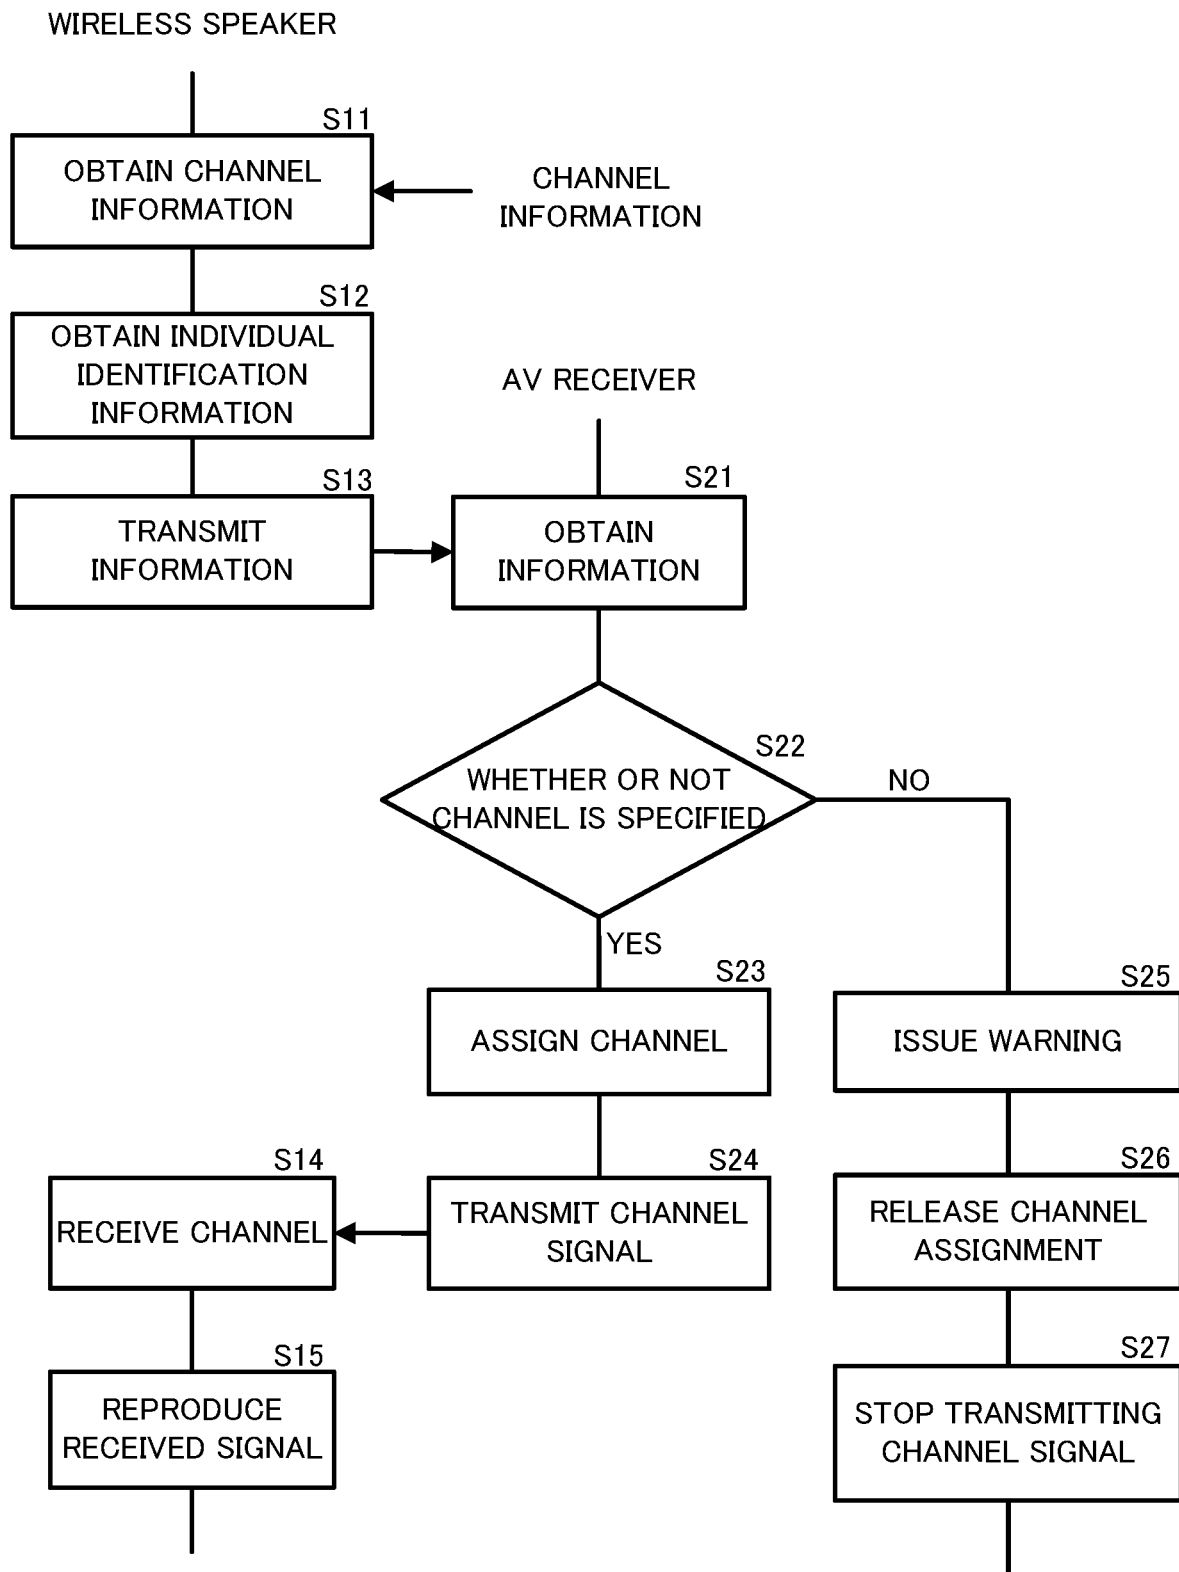 WIRELESS SPEAKER
S11
OBTAIN CHANNEL
INFORMATION
CHANNEL
INFORMATION
S12
OBTAIN INDIVIDUAL
IDENTIFICATION
INFORMATION
AV RECEIVER
S13
TRANSMIT
INFORMATION
S21
OBTAIN
INFORMATION
S22
WHETHER OR NOT
CHANNEL IS SPECIFIED
NO
YES
S23
ASSIGN CHANNEL
S25
ISSUE WARNING
S14
RECEIVE CHANNEL
S24
TRANSMIT CHANNEL
SIGNAL
S26
RELEASE CHANNEL
ASSIGNMENT
S15
REPRODUCE
RECEIVED SIGNAL
S27
STOP TRANSMITTING
CHANNEL SIGNAL